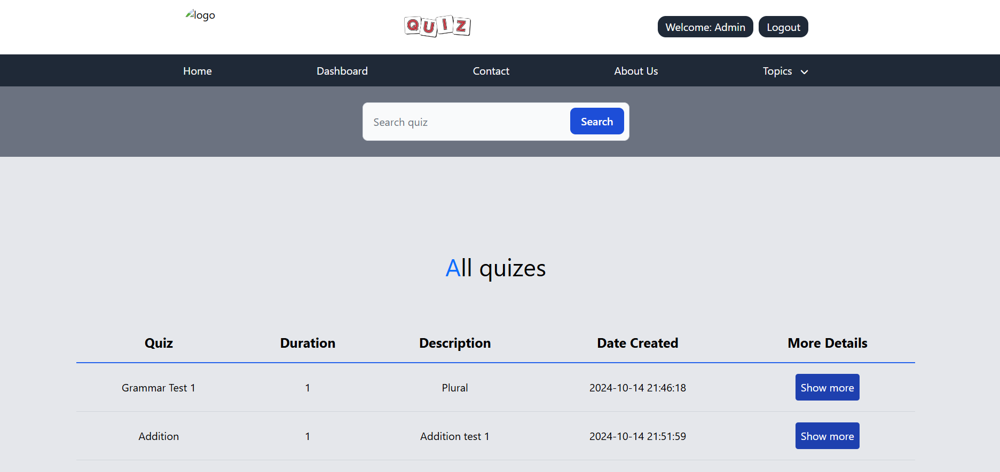 logo
QUIZ
Welcome: Admin
Logout
Home
Dashboard
Contact
About Us
Topics
Search quiz
Search
All quizes
Quiz Duration Description Date Created More Details
Grammar Test 1 1 Plural 2024-10-14 21:46:18 Show more
Addition 1 Addition test 1 2024-10-14 21:51:59 Show more